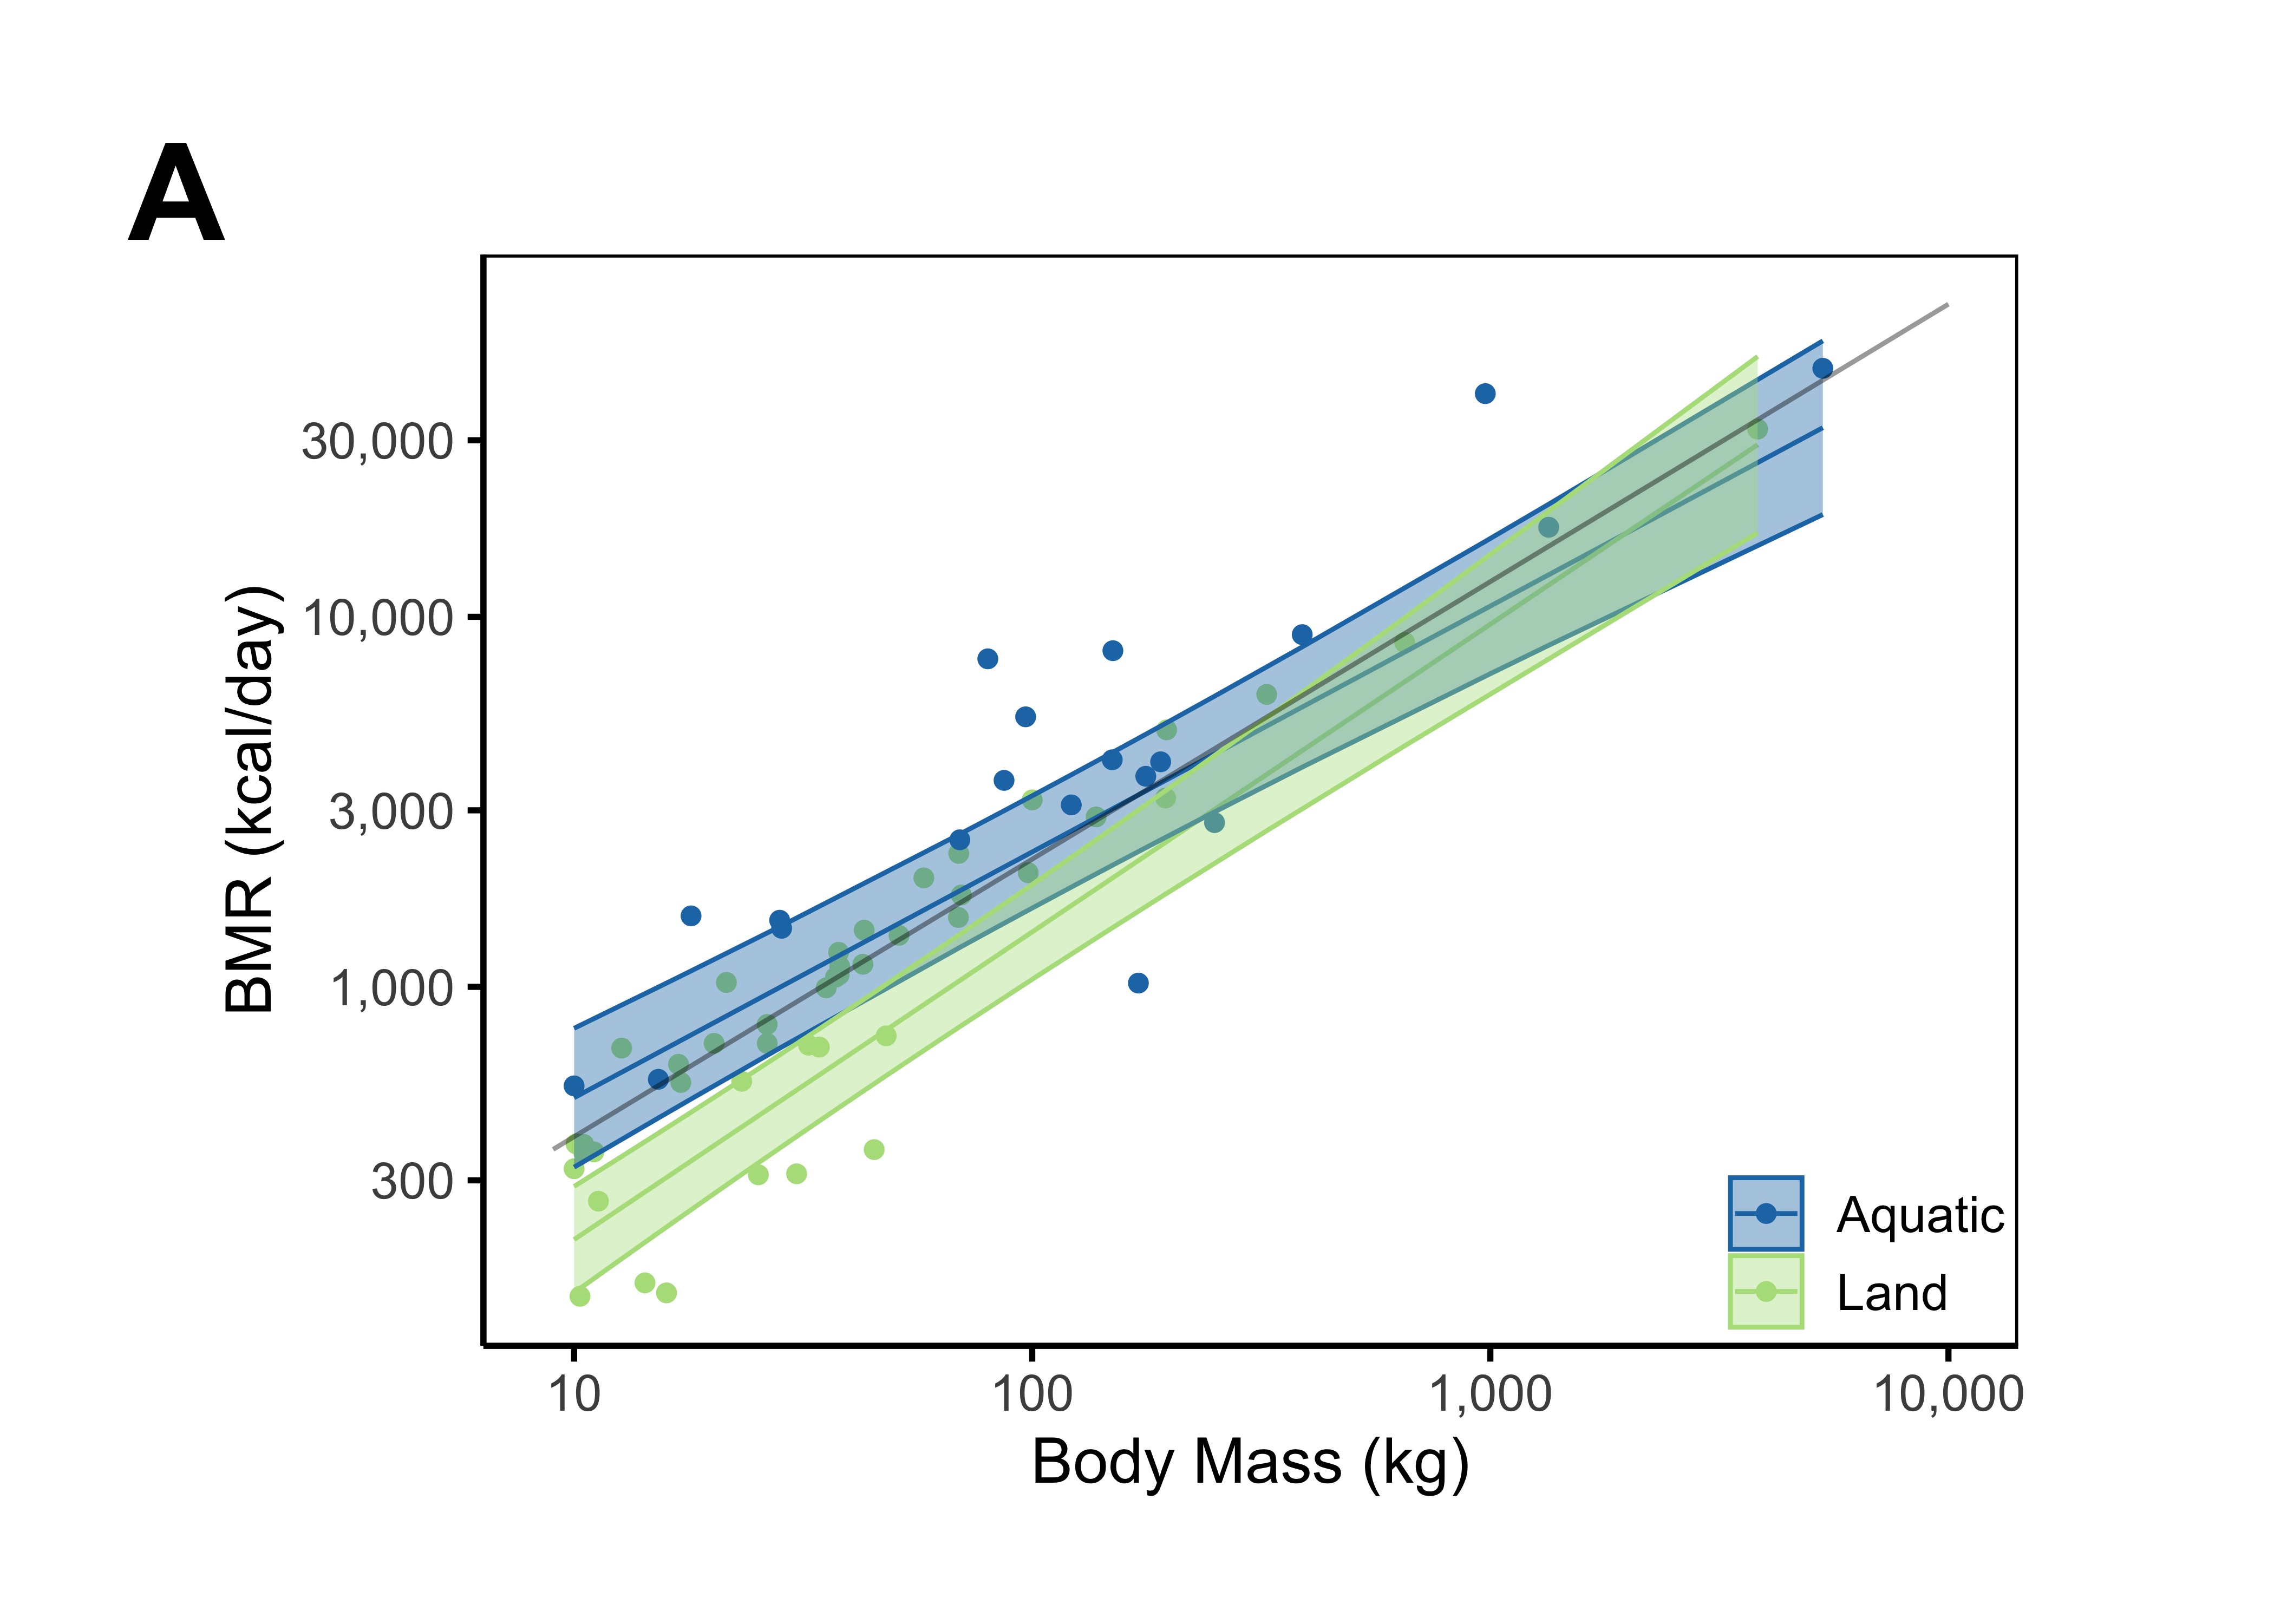 A
BMR (kcal/day)
30,000
10,000
3,000
1,000
300
10
100
1,000
10,000
Body Mass (kg)
Aquatic
Land